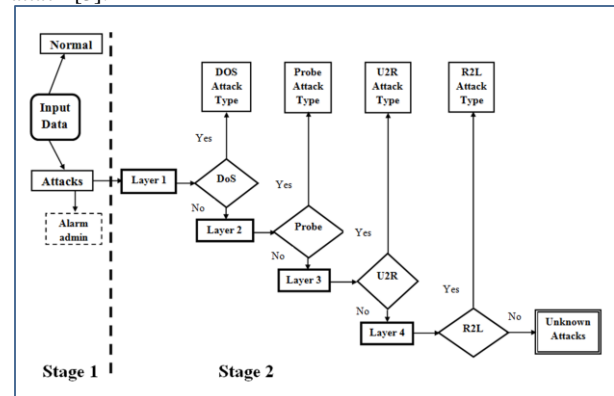 Normal
Input
Data
Attacks
Alarm
admin
Stage 1
DOS
Attack
Type
Probe
Attack
Type
U2R
Attack
Type
R2L
Attack
Type
Yes
Layer 1
DoS
No
Yes
Layer 2
Probe
No
Yes
Layer 3
U2R
No
Yes
Layer 4
R2L
No
Unknown
Attacks
Stage 2